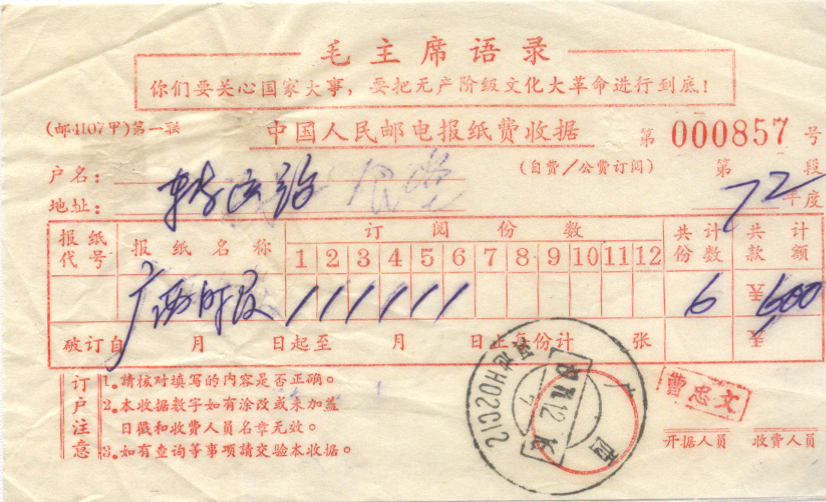 毛主席语录
你们要关心国家大事，要把无产阶级文化大革命进行到底！
(邮4107甲)第一联 中国人民邮电报纸费收据 第 000857 号
户名： (自费/公费订阅) 第 段
地址： 72 年度
报纸代号 报纸名称 订阅份数 共计份数 共计款额
1 2 3 4 5 6 7 8 9 10 11 12
广西 1 1 1 1 1 1 6 600
破订自 月 日起至 月 日止每份计 张 元
订户注意
1.请核对填写的内容是否正确。
2.本收据数字如有涂改或未加盖
日戳和收费人员名章无效。
3.如有查询等事项請交验本收据。
曹忠文
开据人员 收费人员